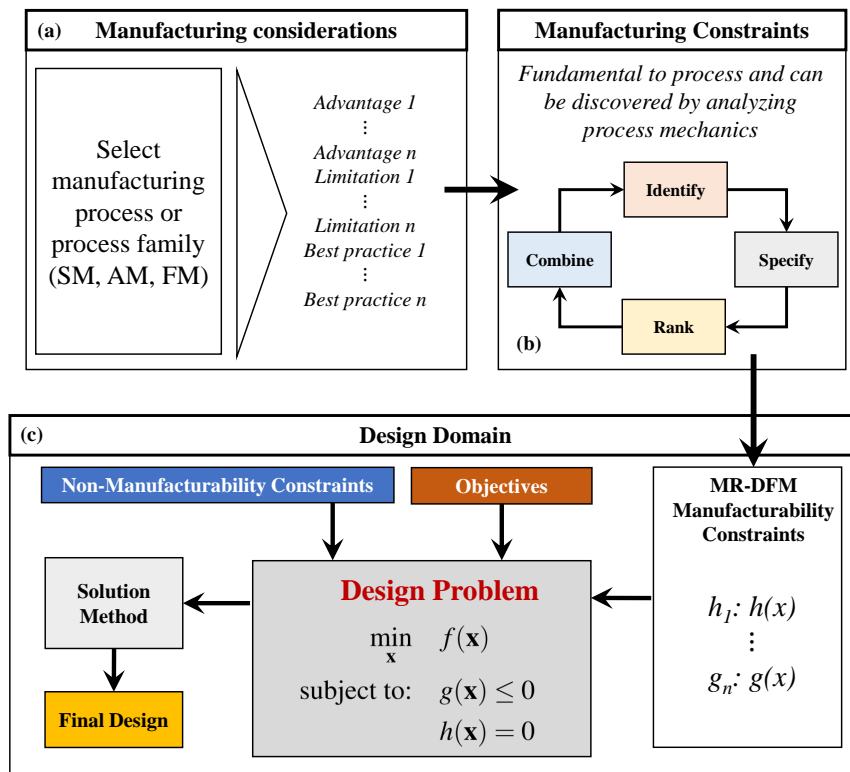 (a) Manufacturing considerations
Select
manufacturing
process or
process family
(SM, AM, FM)
Advantage 1
⋮
Advantage n
Limitation 1
⋮
Limitation n
Best practice 1
⋮
Best practice n
Manufacturing Constraints
Fundamental to process and can
be discovered by analyzing
process mechanics
Identify
Combine
Specify
Rank
(b)
(c) Design Domain
Non-Manufacturability Constraints
Objectives
MR-DFM
Manufacturability
Constraints
h₁: h(x)
⋮
gₙ: g(x)
Design Problem
min f(x)
x
subject to: g(x) ≤ 0
h(x) = 0
Solution
Method
Final Design